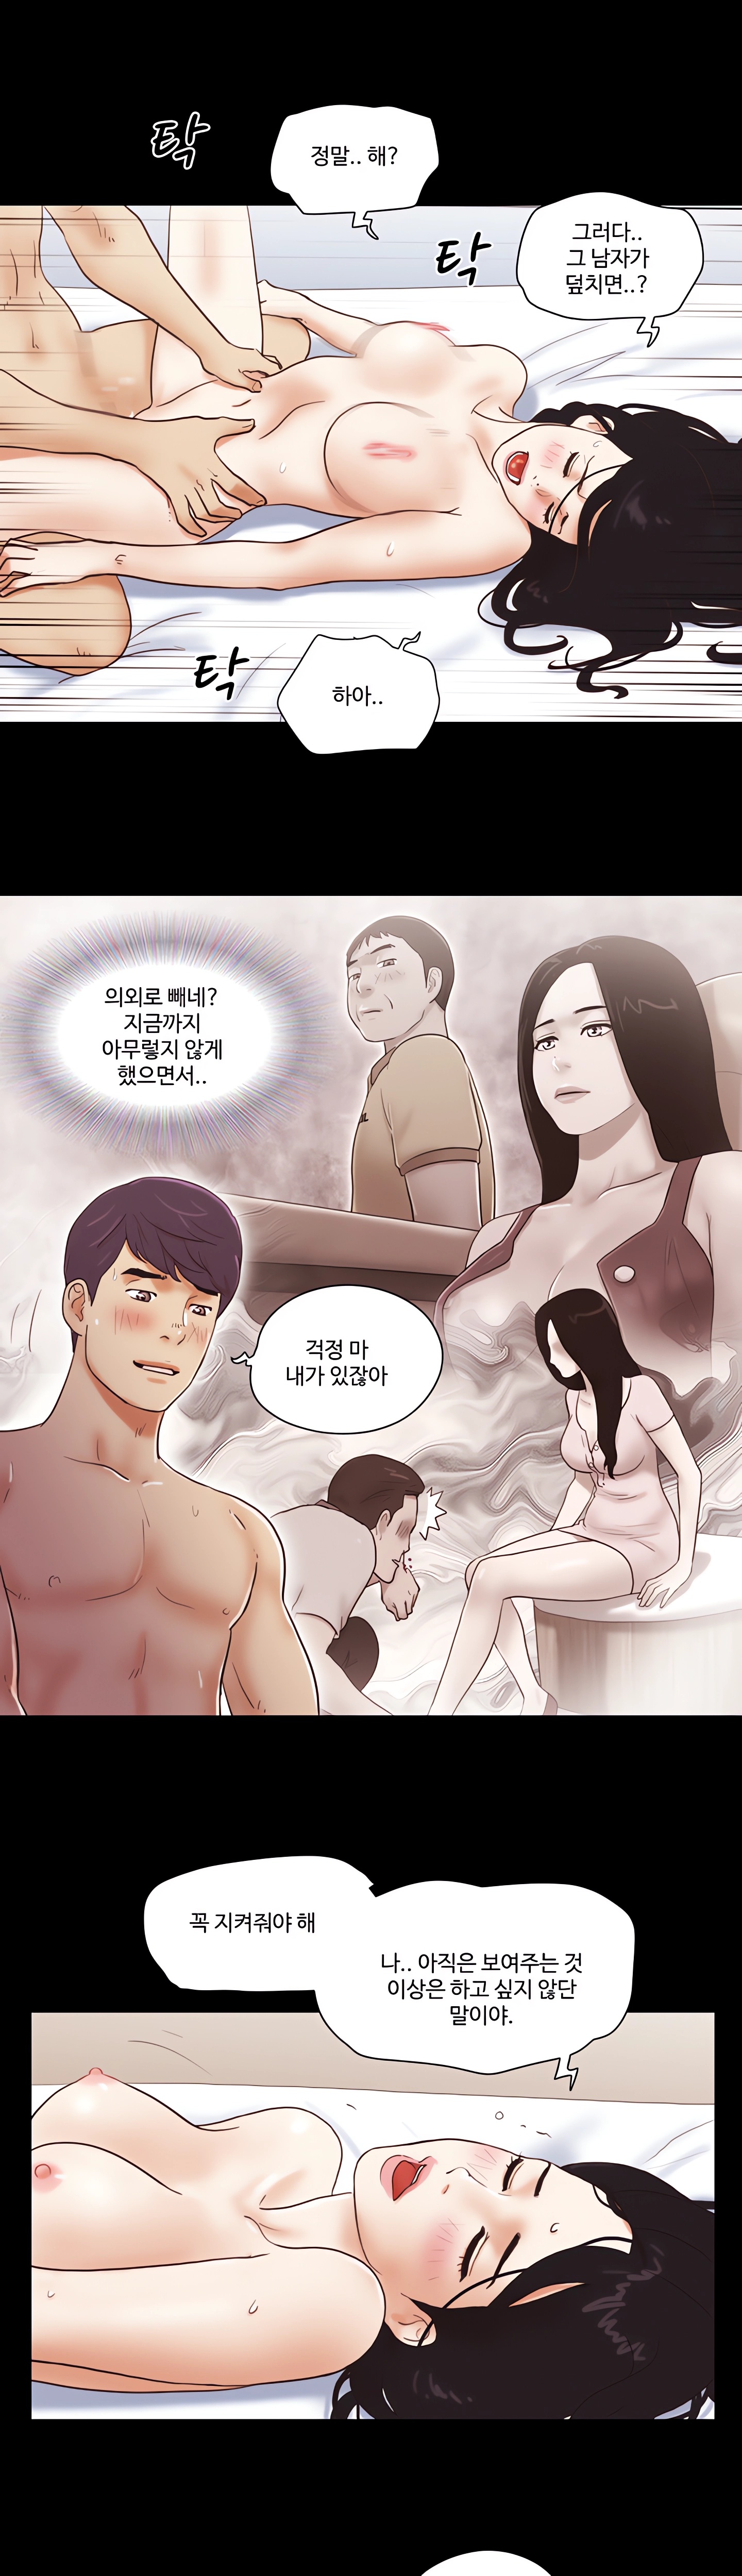 탁
정말.. 해?
그러다..
그 남자가
덮치면..?
탁
탁
하아..
의외로 빼네?
지금까지
아무렇지 않게
했으면서..
걱정 마
내가 있잖아
꼭 지켜줘야 해
나.. 아직은 보여주는 것
이상은 하고 싶지 않단
말이야.